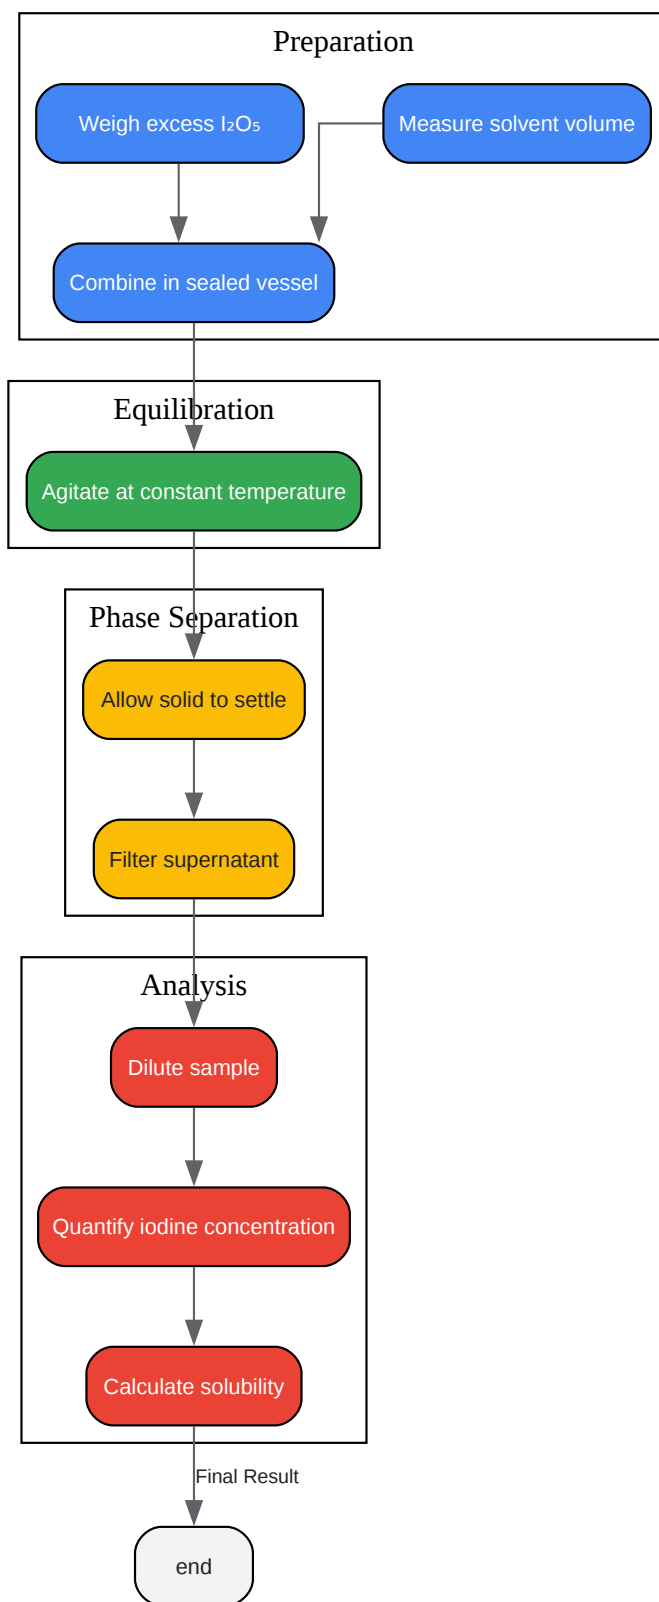 Preparation
Weigh excess I₂O₅
Measure solvent volume
Combine in sealed vessel
Equilibration
Agitate at constant temperature
Phase Separation
Allow solid to settle
Filter supernatant
Analysis
Dilute sample
Quantify iodine concentration
Calculate solubility
Final Result
end